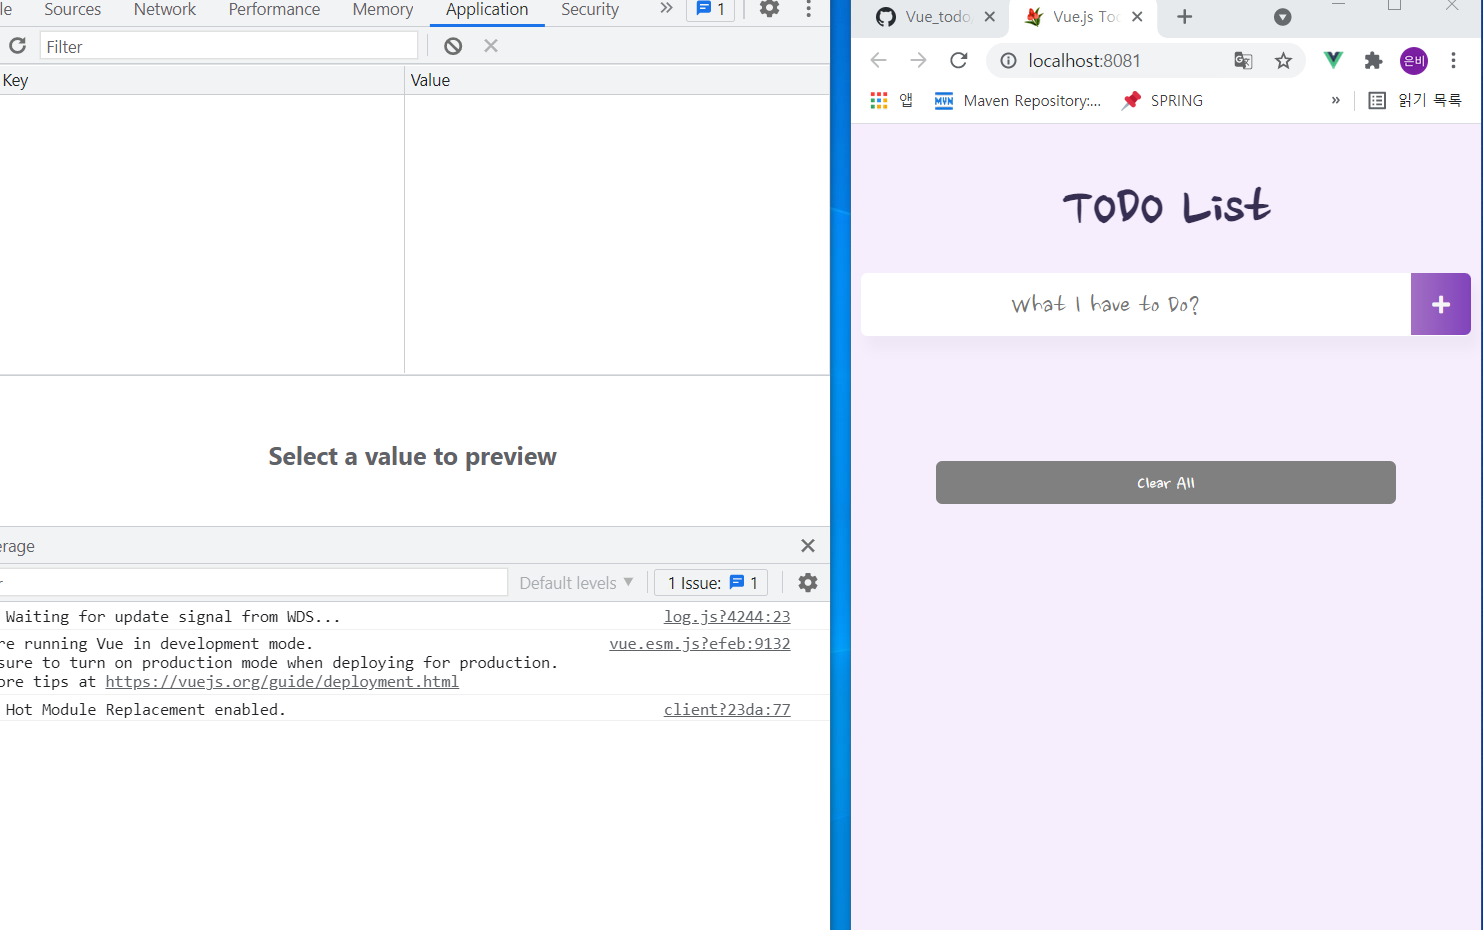 le Sources Network Performance Memory Application Security » 1
Filter
Key Value
Select a value to preview
erage
Default levels ▼ 1 Issue: 1
Waiting for update signal from WDS... log.js?4244:23
re running Vue in development mode. vue.esm.js?efeb:9132
sure to turn on production mode when deploying for production.
ore tips at https://vuejs.org/guide/deployment.html
Hot Module Replacement enabled. client?23da:77
Vue_todo Vue.js Toc
localhost:8081 은비
앱 MVN Maven Repository:... SPRING » 읽기 목록
TODO List
What I have to Do?
Clear All